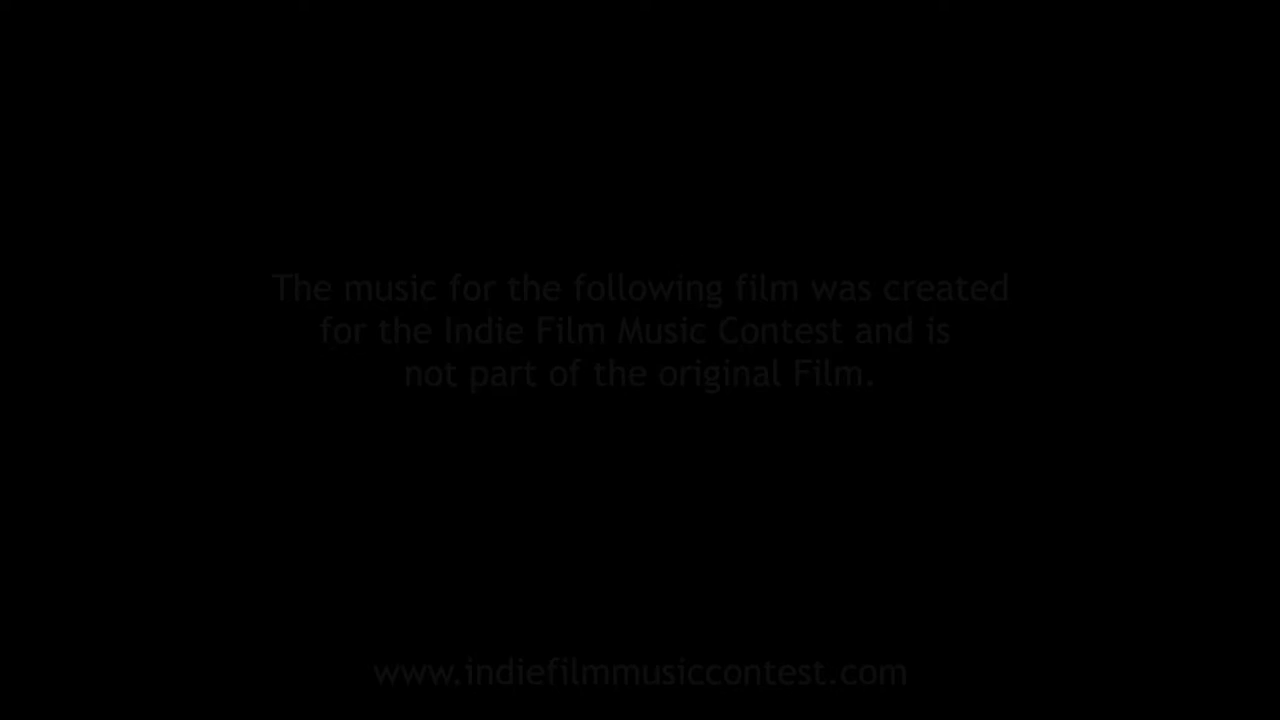 The music for the following film was created
for the Indie Film Music Contest and is
not part of the original Film.
www.indiefilmmusiccontest.com